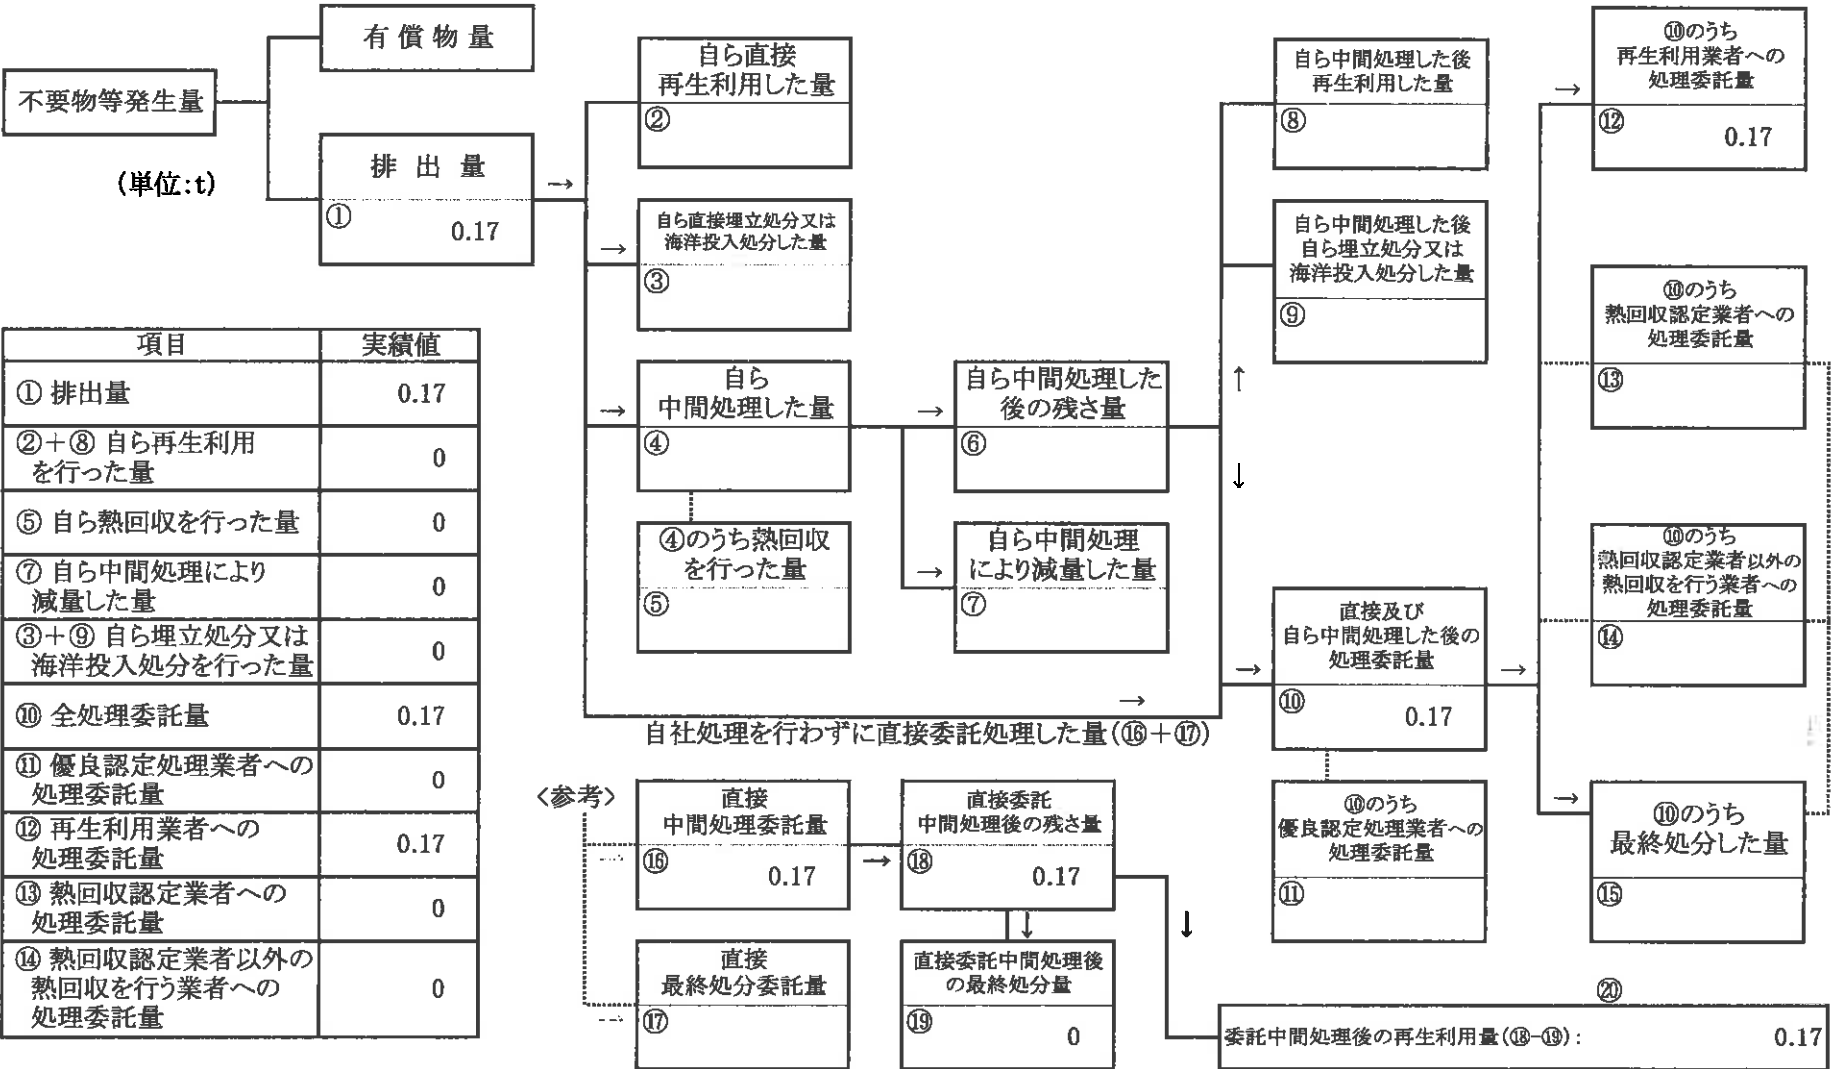 不要物等発生量
(単位:t)
有償物量
排出量
① 0.17
自ら直接
再生利用した量
②
自ら直接埋立処分又は
海洋投入処分した量
③
自ら
中間処理した量
④
④のうち熱回収
を行った量
⑤
自ら中間処理した
後の残さ量
⑥
自ら中間処理
により減量した量
⑦
自ら中間処理した後
再生利用した量
⑧
自ら中間処理した後
自ら埋立処分又は
海洋投入処分した量
⑨
直接及び
自ら中間処理した後の
処理委託量
⑩ 0.17
⑩のうち
優良認定処理業者への
処理委託量
⑪
⑩のうち
再生利用業者への
処理委託量
⑫ 0.17
⑩のうち
熱回収認定業者への
処理委託量
⑬
⑩のうち
熱回収認定業者以外の
熱回収を行う業者への
処理委託量
⑭
⑩のうち
最終処分した量
⑮
自社処理を行わずに直接委託処理した量(⑯+⑰)
〈参考〉
直接
中間処理委託量
⑯ 0.17
直接
最終処分委託量
⑰
直接委託
中間処理後の残さ量
⑱ 0.17
直接委託中間処理後
の最終処分量
⑲ 0
⑳
委託中間処理後の再生利用量(⑱-⑲): 0.17
項目 実績値
① 排出量 0.17
②+⑧ 自ら再生利用
を行った量 0
⑤ 自ら熱回収を行った量 0
⑦ 自ら中間処理により
減量した量 0
③+⑨ 自ら埋立処分又は
海洋投入処分を行った量 0
⑩ 全処理委託量 0.17
⑪ 優良認定処理業者への
処理委託量 0
⑫ 再生利用業者への
処理委託量 0.17
⑬ 熱回収認定業者への
処理委託量 0
⑭ 熱回収認定業者以外の
熱回収を行う業者への
処理委託量 0